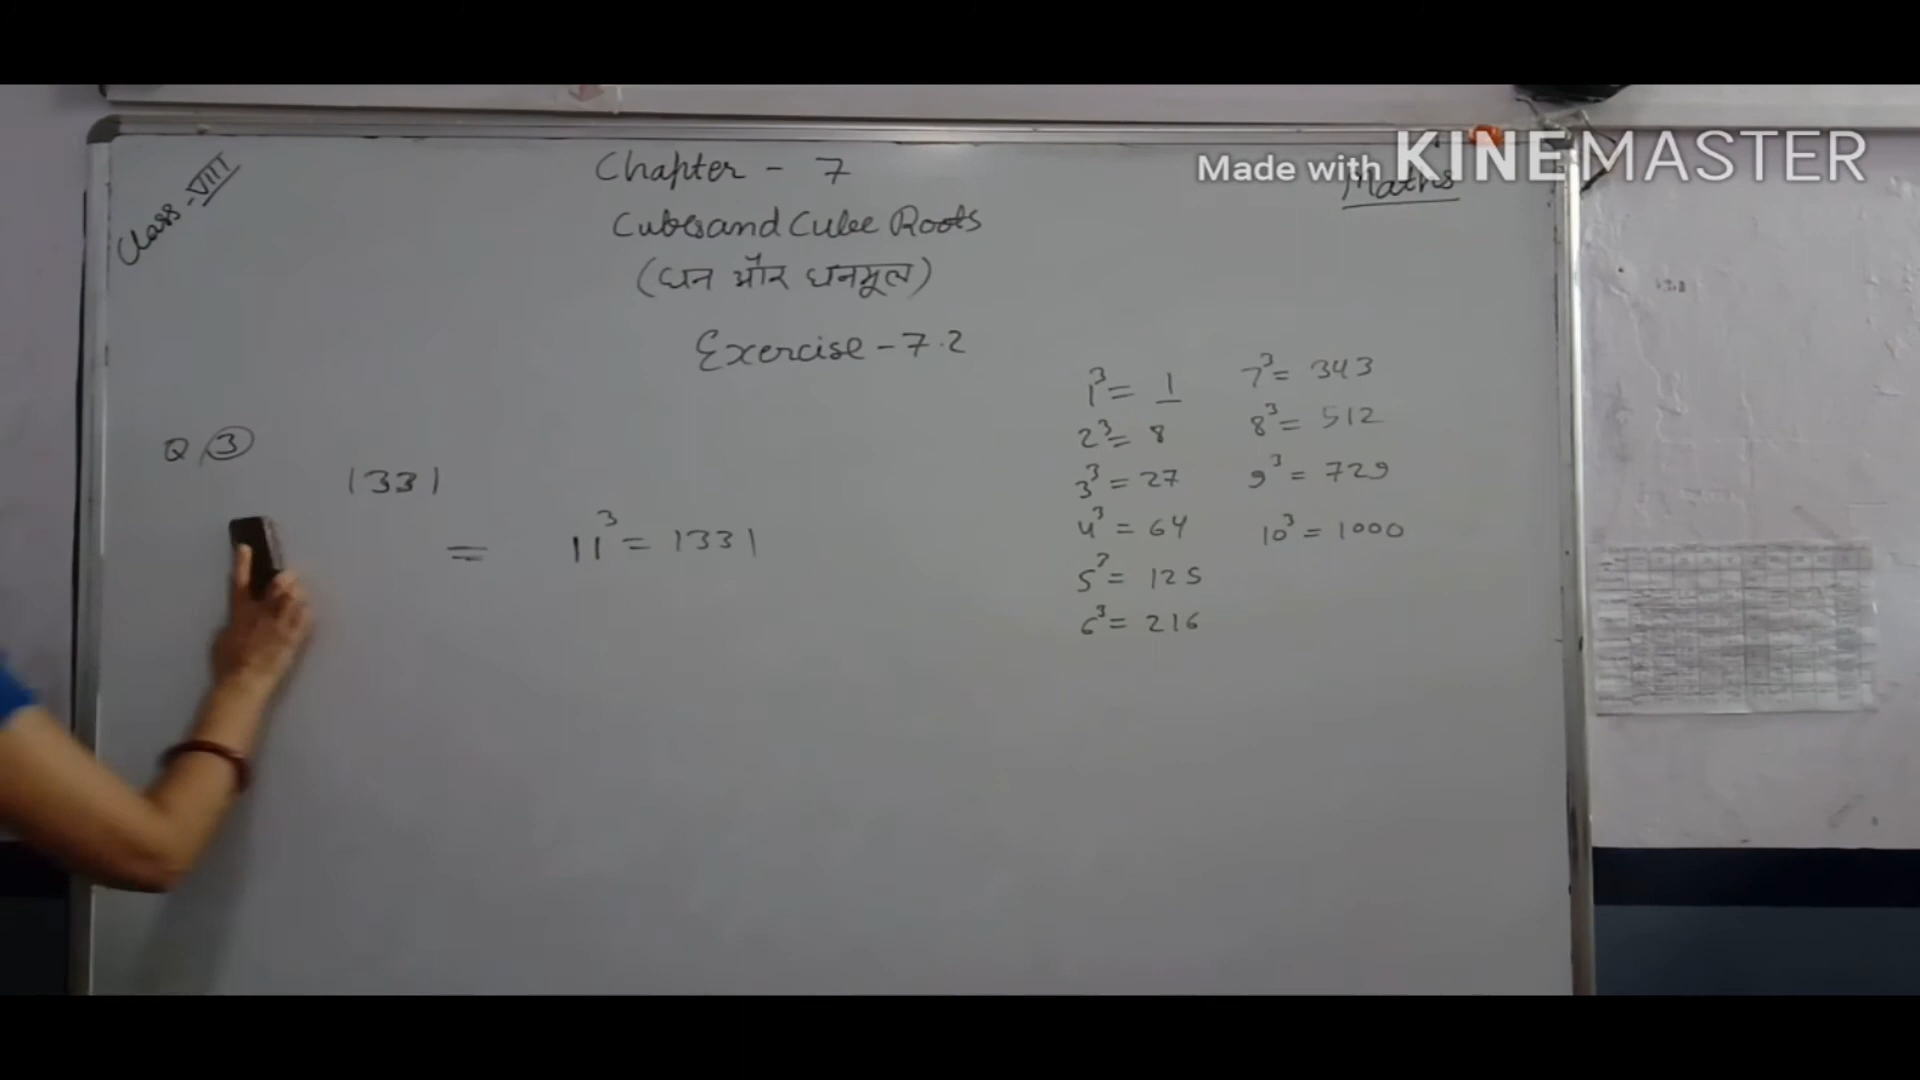 Made with KINEMASTER
Class-VIII
Maths
Chapter - 7
Cubes and Cube Roots
(घन और घनमूल)
Exercise - 7.2
Q 3
1331
= 11³ = 1331
1³ = 1
2³ = 8
3³ = 27
4³ = 64
5³ = 125
6³ = 216
7³ = 343
8³ = 512
9³ = 729
10³ = 1000